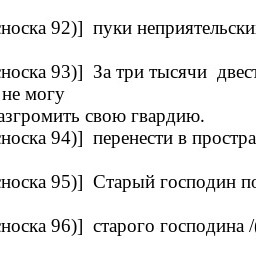 носка 92)] пуки неприятельски
носка 93)] За три тысячи двест
не могу
азгромить свою гвардию.
носка 94)] перенести в простра
носка 95)] Старый господин по
носка 96)] старого господина /